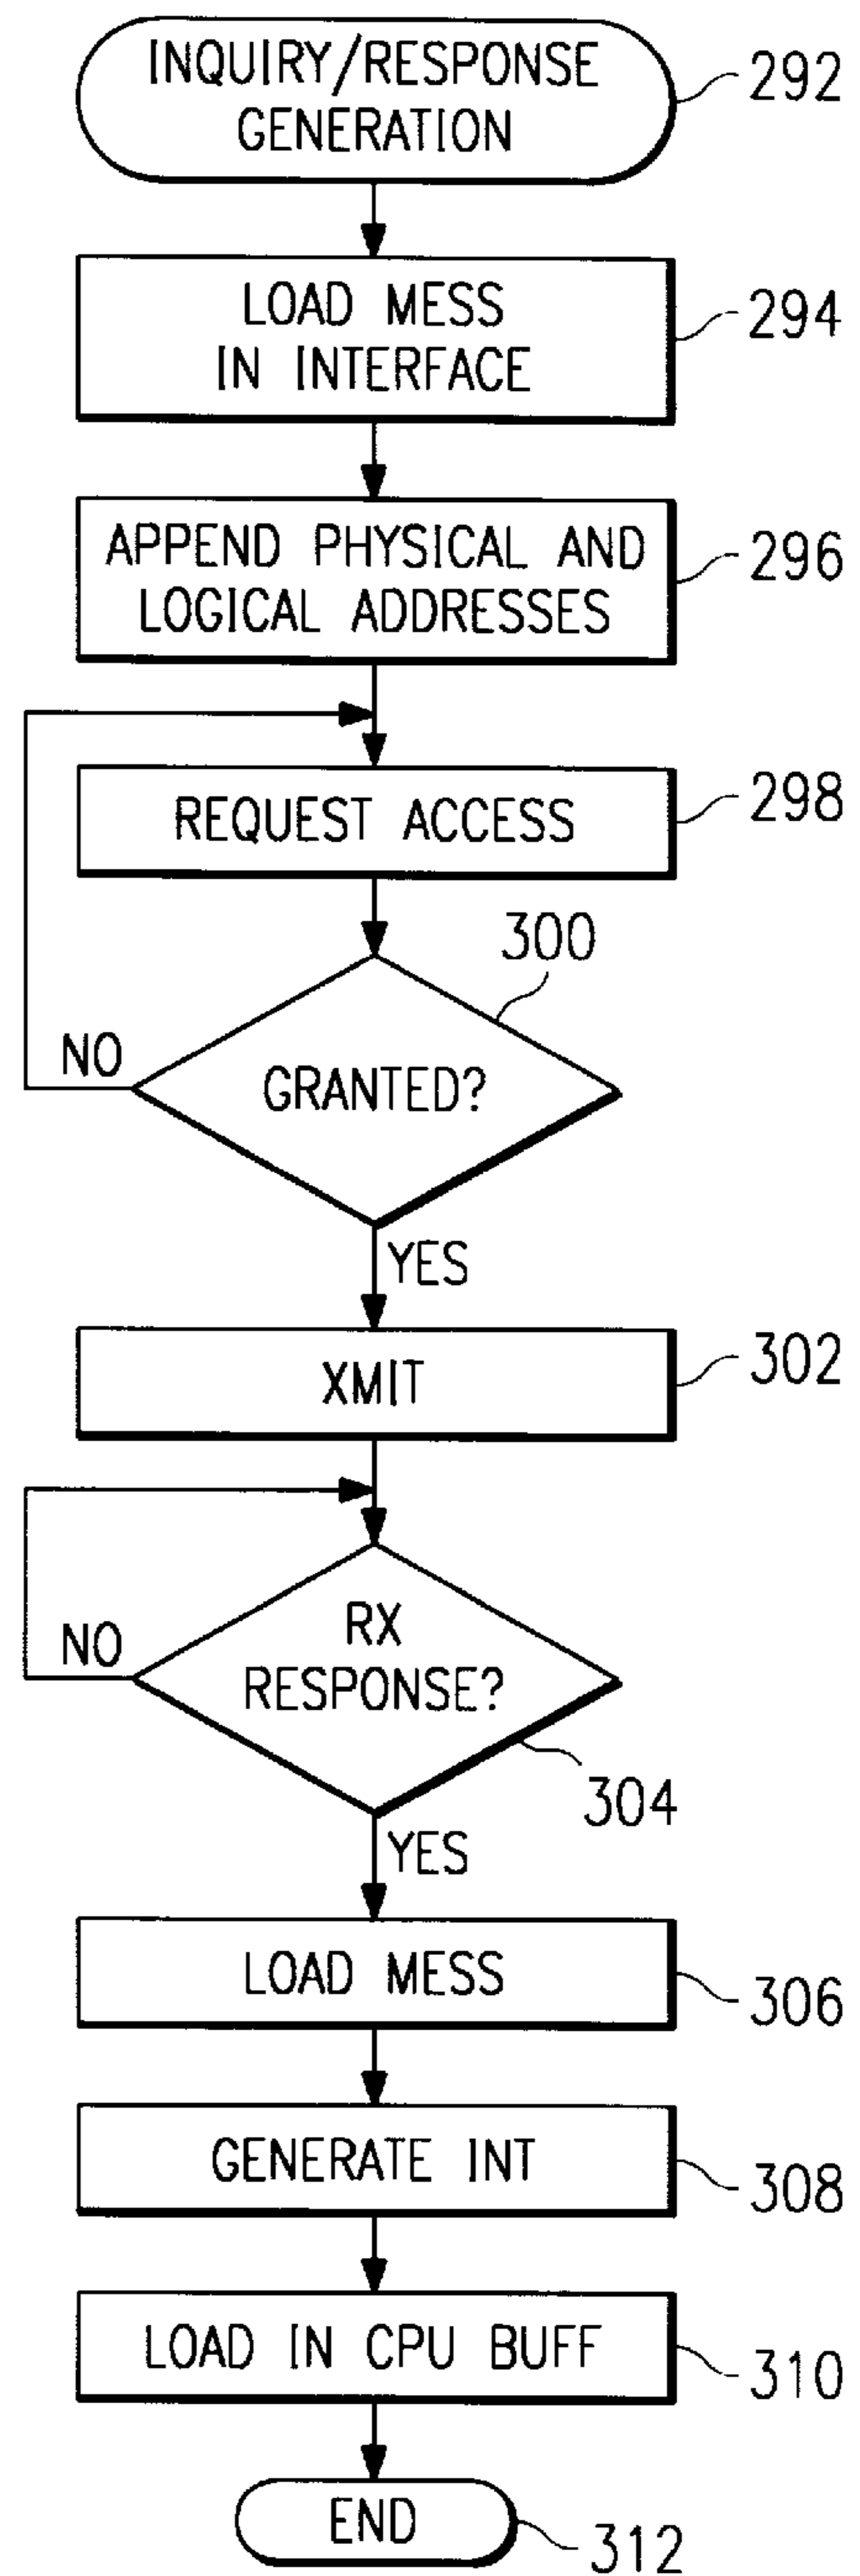 INQUIRY/RESPONSE
GENERATION
292
LOAD MESS
IN INTERFACE
294
APPEND PHYSICAL AND
LOGICAL ADDRESSES
296
REQUEST ACCESS
298
300
GRANTED?
NO
YES
XMIT
302
RX
RESPONSE?
NO
304
YES
LOAD MESS
306
GENERATE INT
308
LOAD IN CPU BUFF
310
END
312